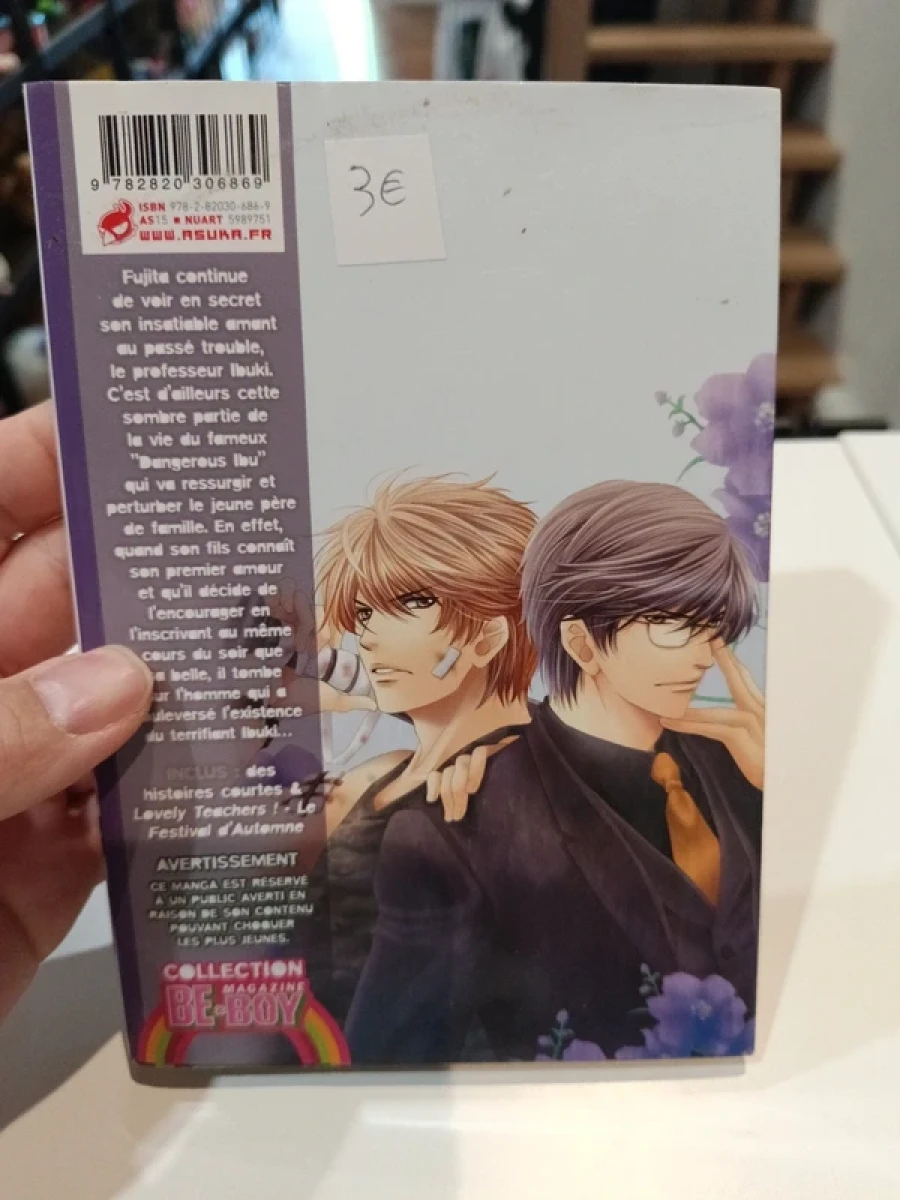 9 782820 306869
ISBN 978-2-82030-686-9
AS15 ■ NUART 5989751
WWW.ASUKA.FR
3€
Fujita continue
de voir en secret
son insatiable amant
au passé trouble,
le professeur Ibuki.
C'est d'ailleurs cette
sombre partie de
la vie du fameux
"Dangerous Ibu"
qui va ressurgir et
perturber le jeune père
de famille. En effet,
quand son fils connaît
son premier amour
et qu'il décide de
l'encourager en
l'inscrivant au même
cours du soir que
belle, il tombe
l'homme qui a
l'existence
du terrifiant Ibuki...
INCLUS : des
histoires courtes &
Lovely Teachers ! - Le
Festival d'Automne
AVERTISSEMENT
CE MANGA EST RÉSERVÉ
À UN PUBLIC AVERTI EN
RAISON DE SON CONTENU
POUVANT CHOQUER
LES PLUS JEUNES.
COLLECTION
MAGAZINE
BE×BOY